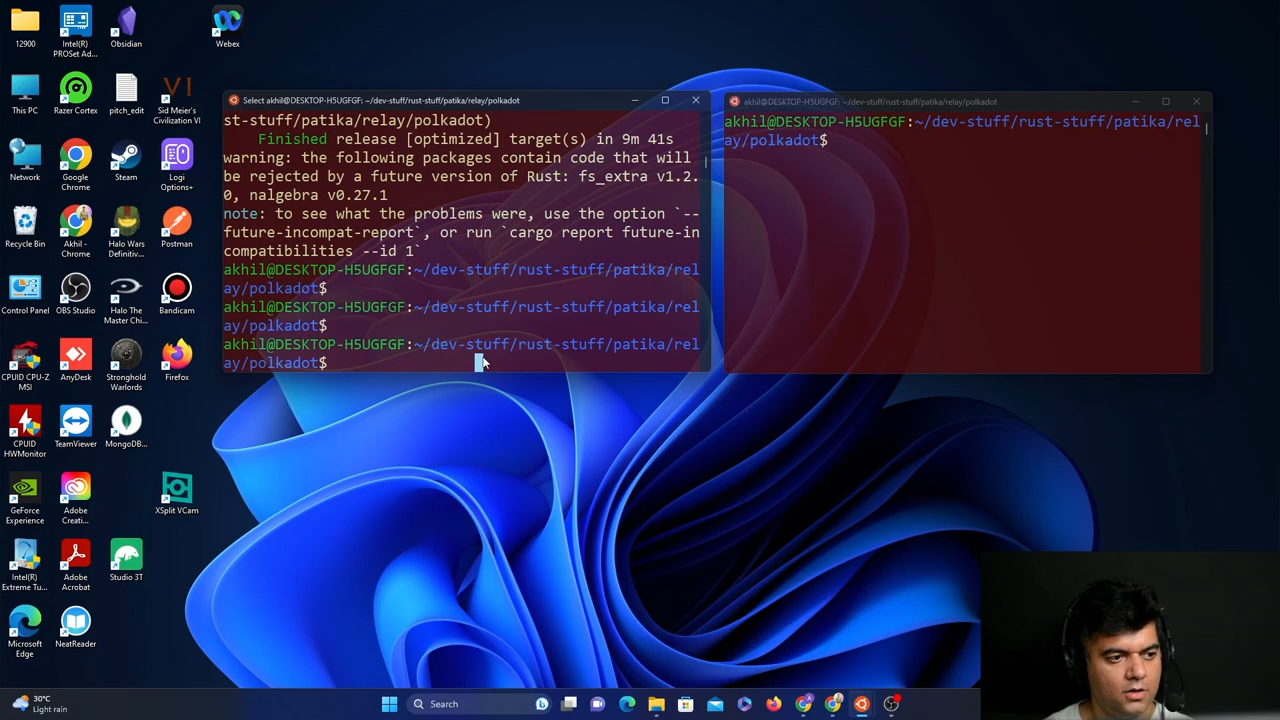 12900
Intel(R)
PROSet Ad...
Obsidian
Webex
This PC
Razer Cortex
pitch_edit
Sid Meier's
Civilization VI
Network
Google
Chrome
Steam
Logi
Options+
Recycle Bin
Akhil -
Chrome
Halo Wars
Definitiv...
Postman
Control Panel
OBS Studio
Halo The
Master Chi...
Bandicam
CPUID CPU-Z
MSI
AnyDesk
Stronghold
Warlords
Firefox
CPUID
HWMonitor
TeamViewer
MongoDB...
GeForce
Experience
Adobe
Creati...
XSplit VCam
Intel(R)
Extreme Tu...
Adobe
Acrobat
Studio 3T
Microsoft
Edge
NeatReader
Select akhil@DESKTOP-H5UGFGF: ~/dev-stuff/rust-stuff/patika/relay/polkadot
st-stuff/patika/relay/polkadot)
Finished release [optimized] target(s) in 9m 41s
warning: the following packages contain code that will
be rejected by a future version of Rust: fs_extra v1.2.
0, nalgebra v0.27.1
note: to see what the problems were, use the option `--
future-incompat-report`, or run `cargo report future-in
compatibilities --id 1`
akhil@DESKTOP-H5UGFGF:~/dev-stuff/rust-stuff/patika/rel
ay/polkadot$
akhil@DESKTOP-H5UGFGF:~/dev-stuff/rust-stuff/patika/rel
ay/polkadot$
akhil@DESKTOP-H5UGFGF:~/dev-stuff/rust-stuff/patika/rel
ay/polkadot$
akhil@DESKTOP-H5UGFGF: ~/dev-stuff/rust-stuff/patika/relay/polkadot
akhil@DESKTOP-H5UGFGF:~/dev-stuff/rust-stuff/patika/rel
ay/polkadot$
30°C
Light rain
Search